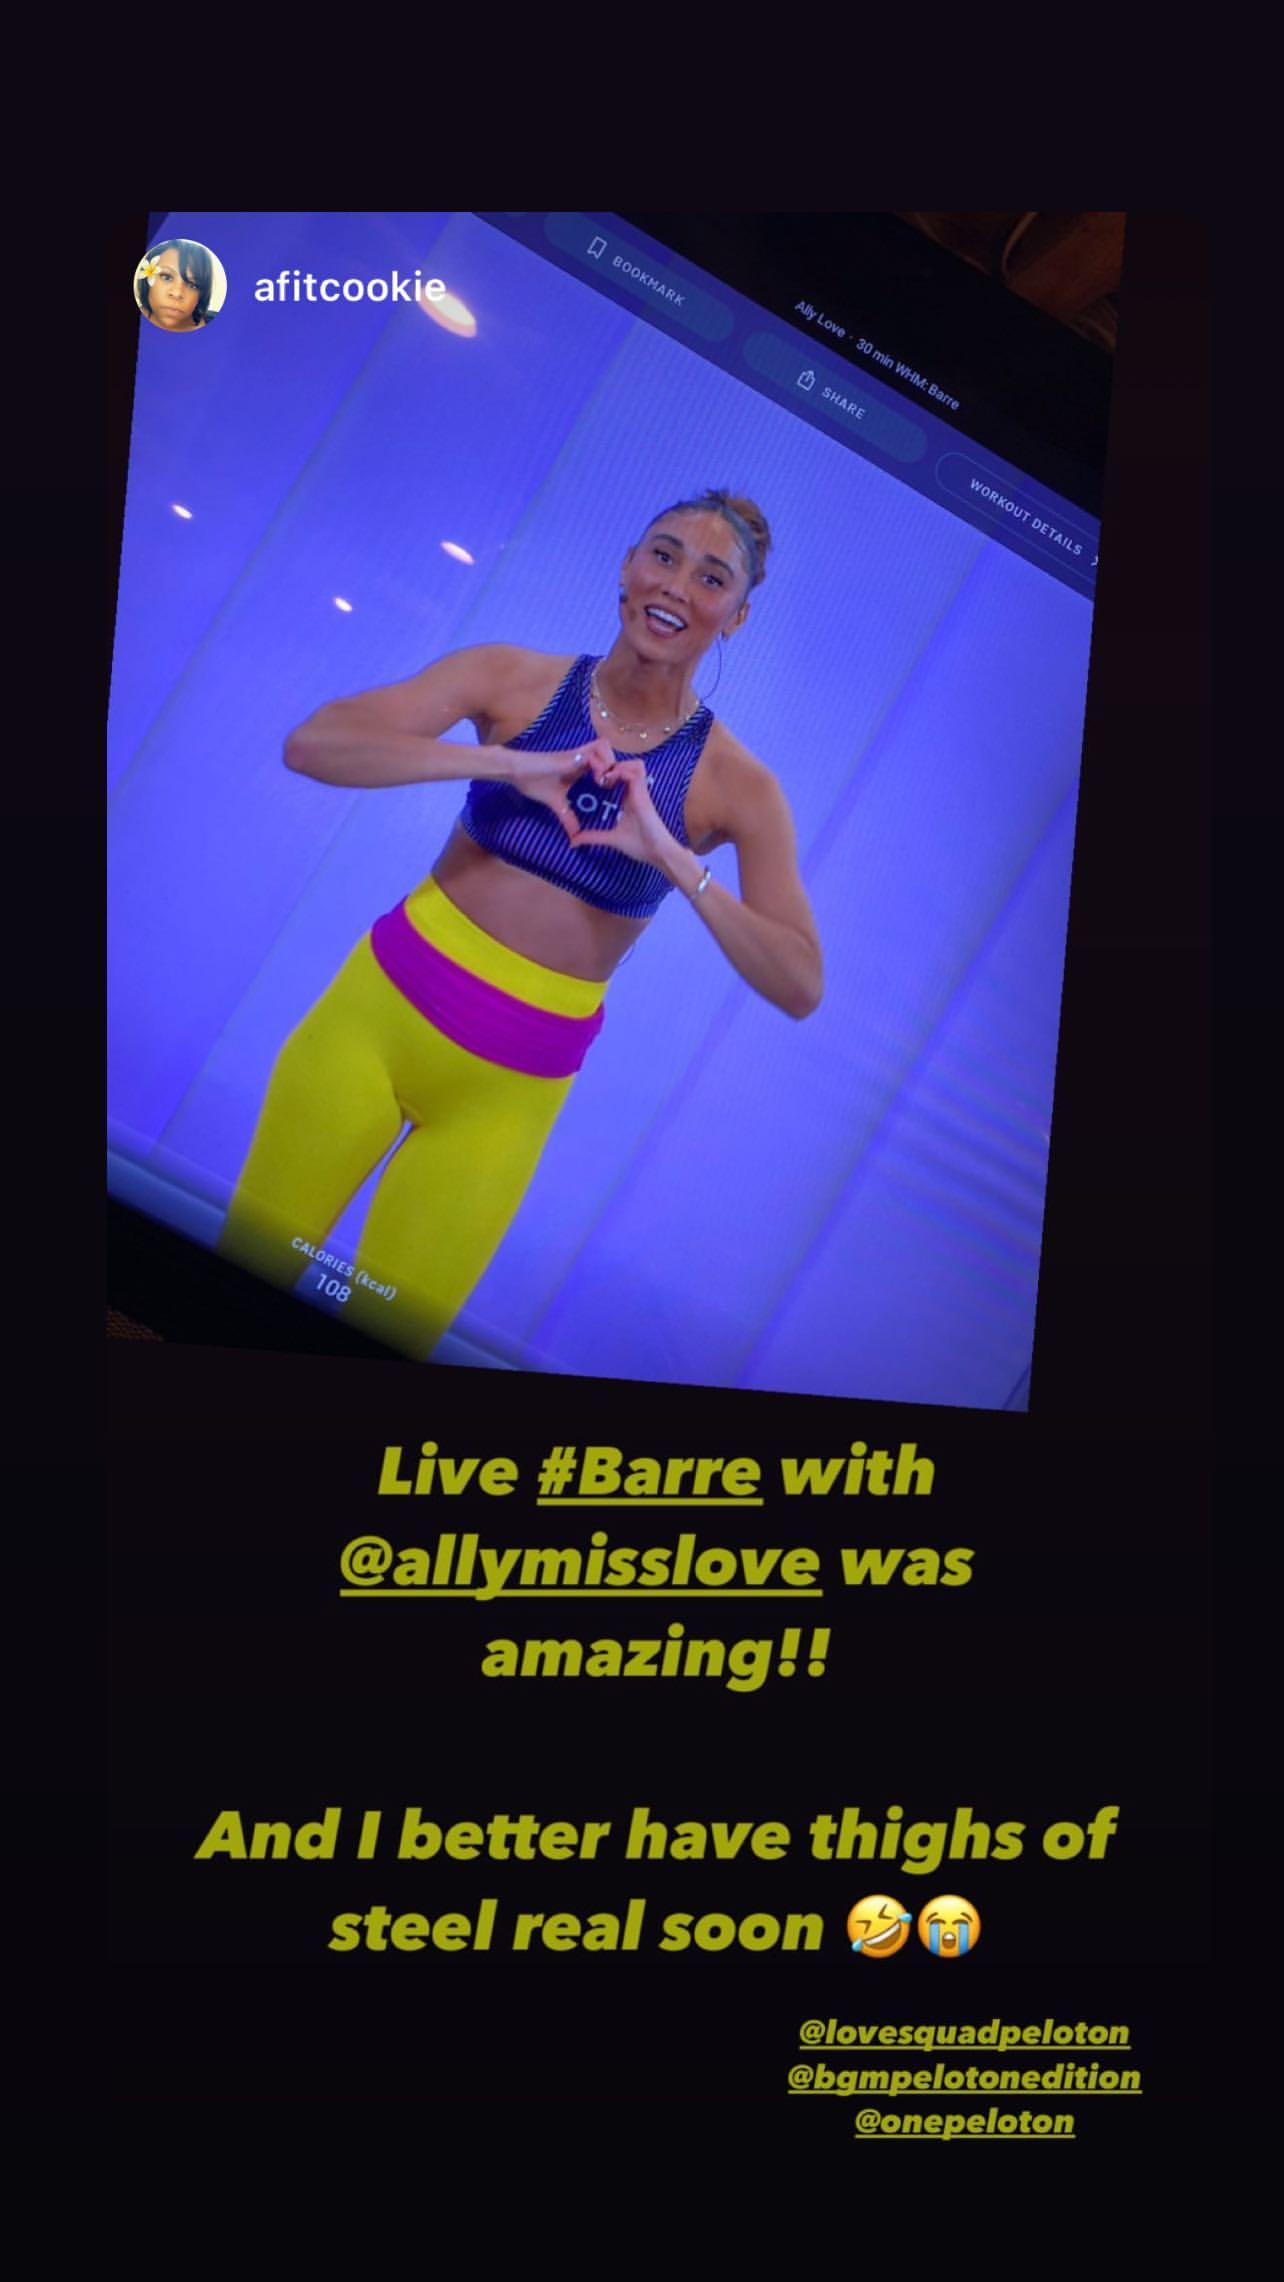 afitcookie
BOOKMARK
Ally Love · 30 min WHM: Barre
SHARE
WORKOUT DETAILS
OT
CALORIES (kcal)
108
Live #Barre with
@allymisslove was
amazing!!
And I better have thighs of
steel real soon 🤣😭
@lovesquadpeloton
@bgmpelotonedition
@onepeloton